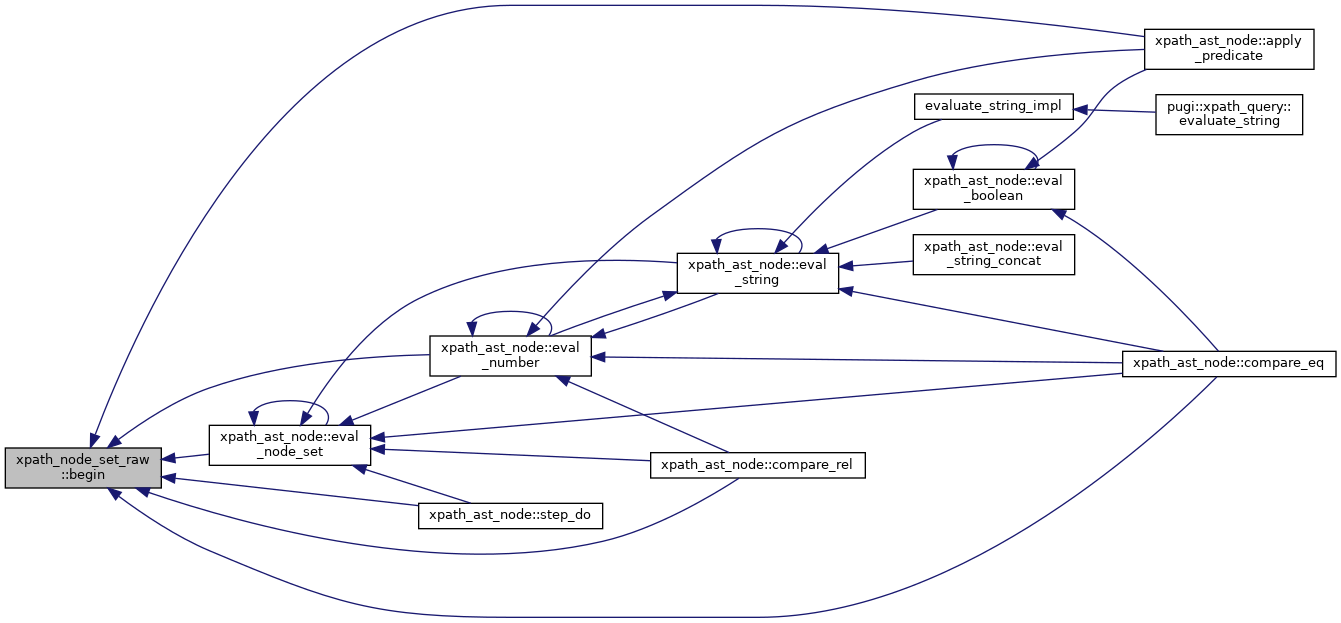 xpath_ast_node::apply
_predicate
evaluate_string_impl
pugi::xpath_query::
evaluate_string
xpath_ast_node::eval
_boolean
xpath_ast_node::eval
_string_concat
xpath_ast_node::eval
_string
xpath_ast_node::eval
_number
xpath_ast_node::compare_eq
xpath_ast_node::eval
_node_set
xpath_node_set_raw
::begin
xpath_ast_node::compare_rel
xpath_ast_node::step_do